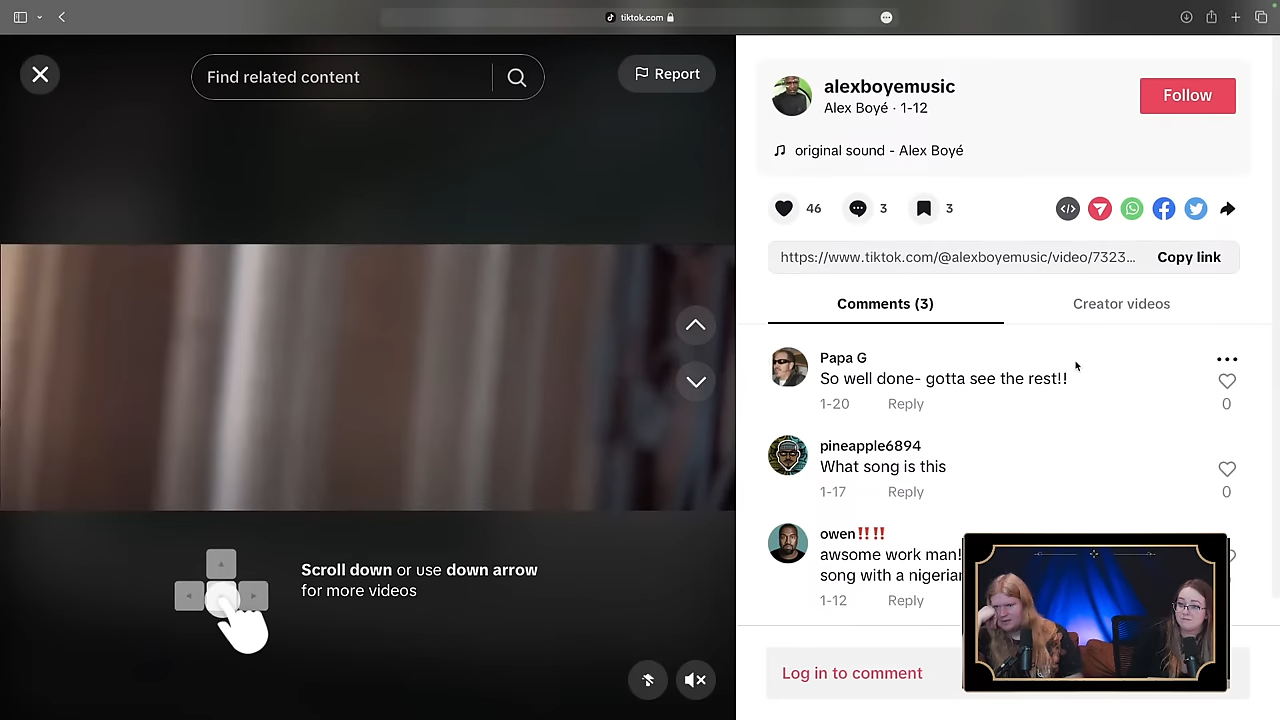 tiktok.com
Find related content
Report
alexboyemusic
Alex Boyé · 1-12
Follow
original sound - Alex Boyé
46
3
3
https://www.tiktok.com/@alexboyemusic/video/7323...
Copy link
Comments (3)
Creator videos
Papa G
So well done- gotta see the rest!!
1-20
Reply
0
pineapple6894
What song is this
1-17
Reply
0
owen‼️‼️
awsome work man!
song with a nigerian
1-12
Reply
Scroll down or use down arrow
for more videos
Log in to comment